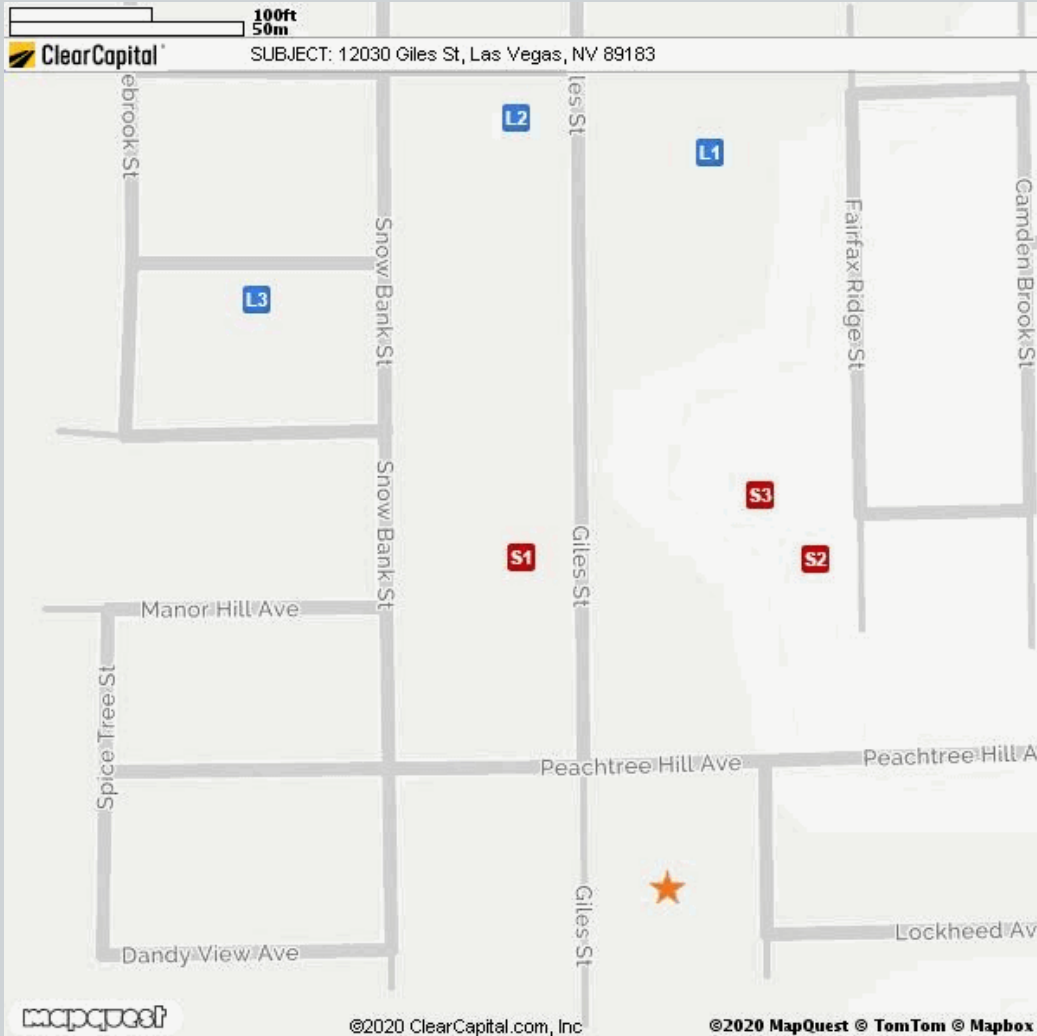 100ft
50m
ClearCapital
SUBJECT: 12030 Giles St, Las Vegas, NV 89183
ebrook St
les St
L2
L1
Snow Bank St
Fairfax Ridge St
Camden Brook St
L3
Snow Bank St
S3
Giles St
S1
S2
Manor Hill Ave
Spice Tree St
Peachtree Hill Ave
Peachtree Hill A
Giles St
Lockheed Av
Dandy View Ave
mapquest
©2020 ClearCapital.com, Inc
©2020 MapQuest © TomTom © Mapbox